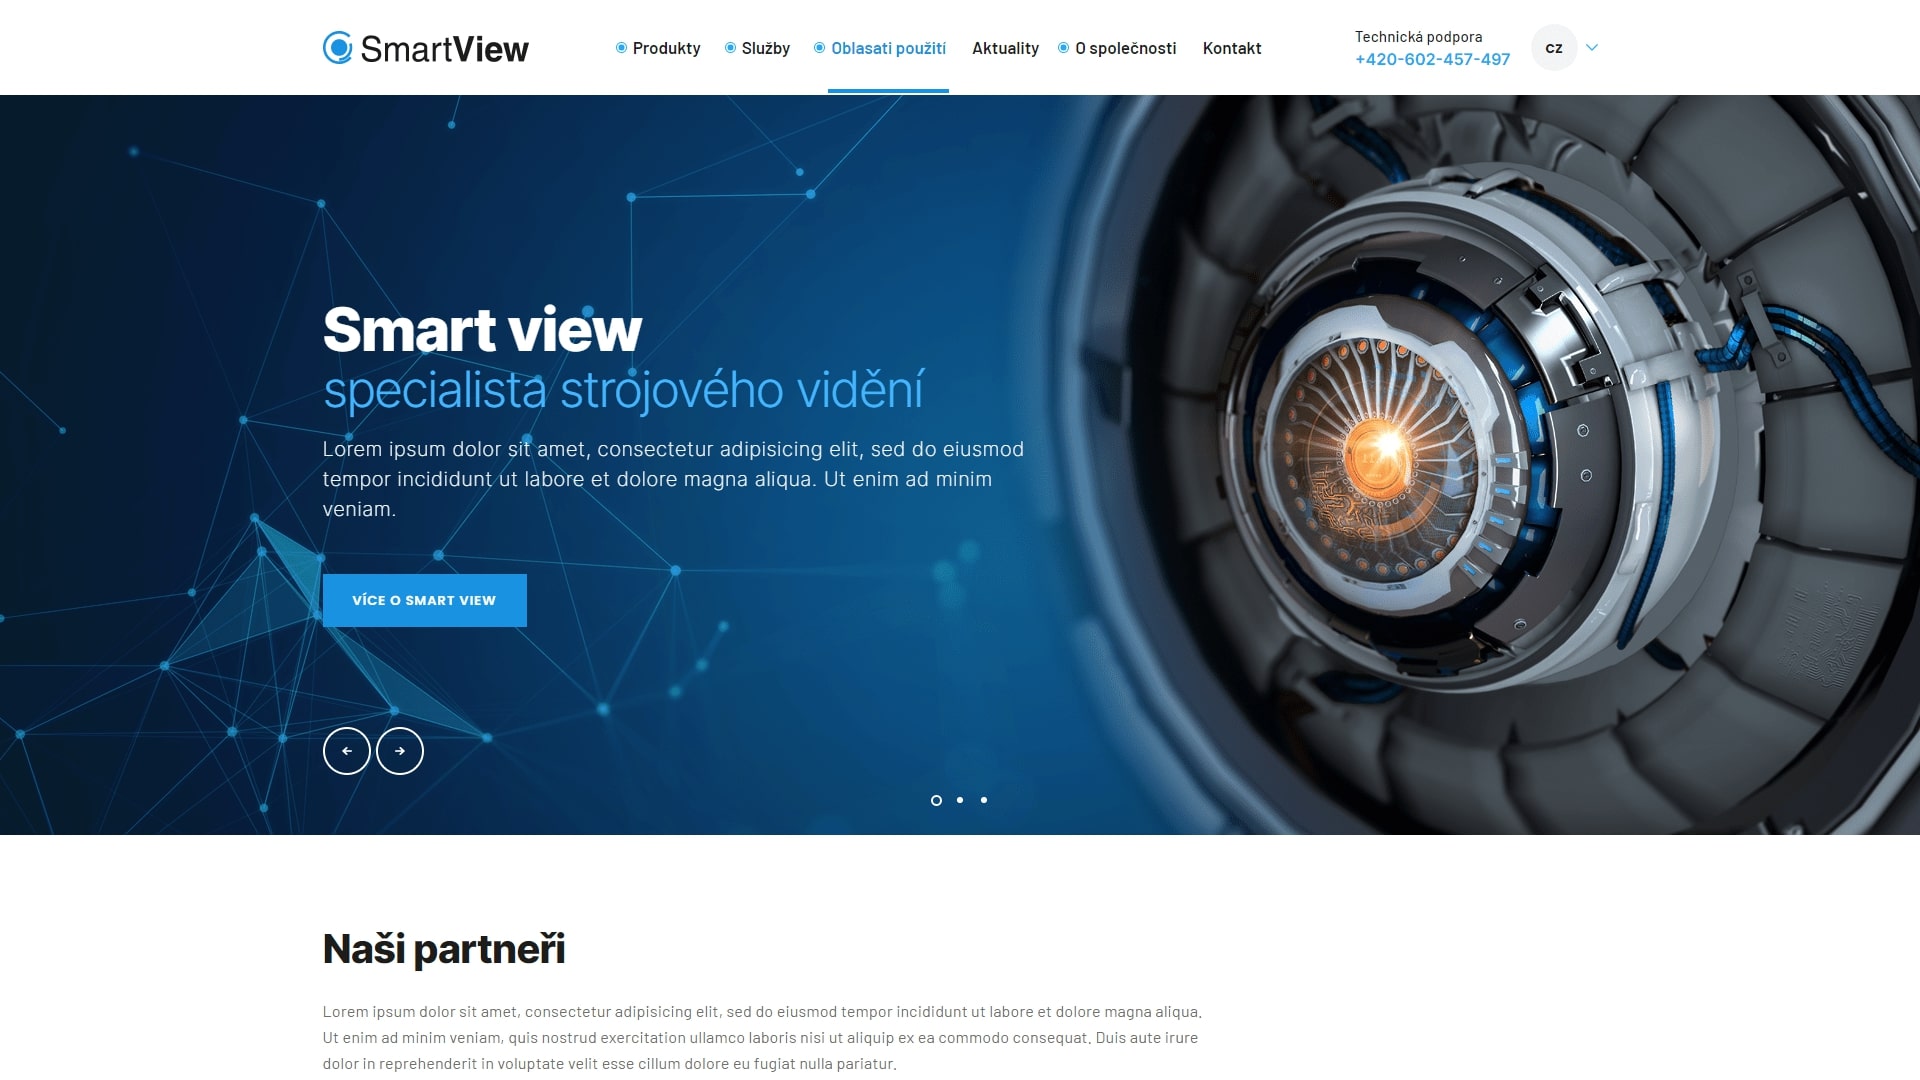 SmartView
Produkty
Služby
Oblasati použití
Aktuality
O společnosti
Kontakt
Technická podpora
+420-602-457-497
CZ
Smart view
specialista strojového vidění
Lorem ipsum dolor sit amet, consectetur adipisicing elit, sed do eiusmod
tempor incididunt ut labore et dolore magna aliqua. Ut enim ad minim
veniam.
VÍCE O SMART VIEW
Naši partneři
Lorem ipsum dolor sit amet, consectetur adipisicing elit, sed do eiusmod tempor incididunt ut labore et dolore magna aliqua.
Ut enim ad minim veniam, quis nostrud exercitation ullamco laboris nisi ut aliquip ex ea commodo consequat. Duis aute irure
dolor in reprehenderit in voluptate velit esse cillum dolore eu fugiat nulla pariatur.